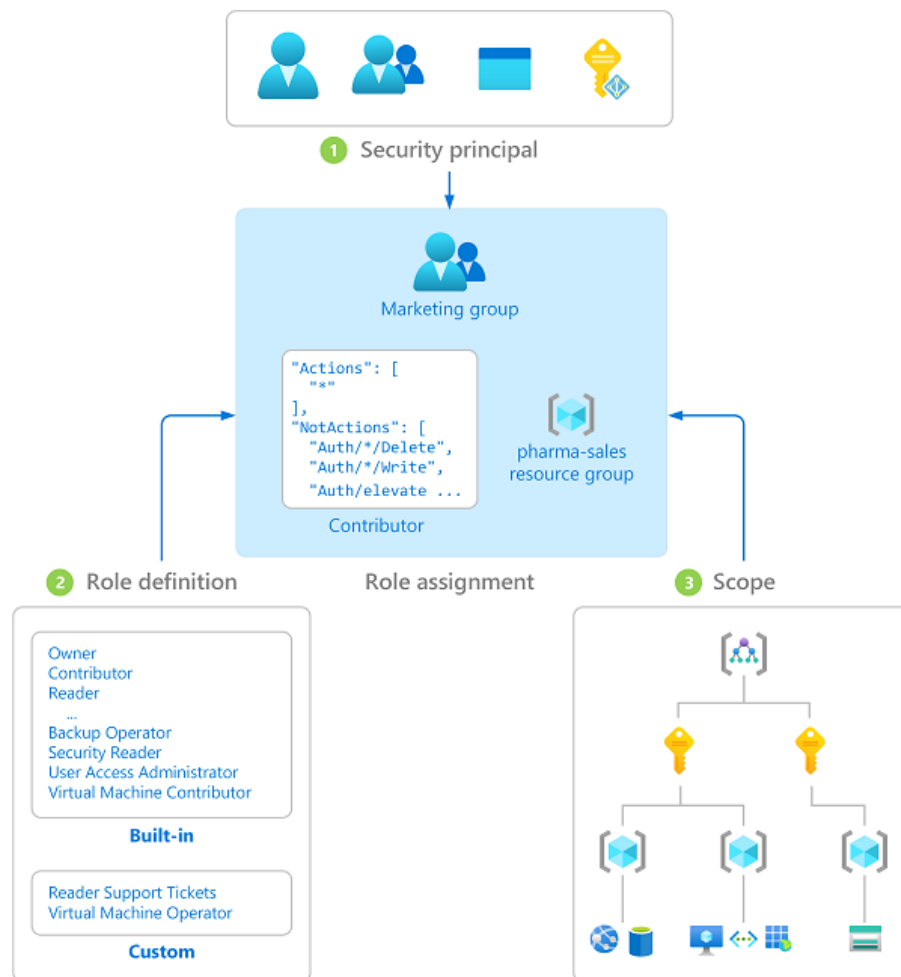 1 Security principal
Marketing group
"Actions": [
"*"
],
"NotActions": [
"Auth/*/Delete",
"Auth/*/Write",
"Auth/elevate ...
Contributor
pharma-sales
resource group
2 Role definition
Role assignment
3 Scope
Owner
Contributor
Reader
...
Backup Operator
Security Reader
User Access Administrator
Virtual Machine Contributor
Built-in
Reader Support Tickets
Virtual Machine Operator
Custom